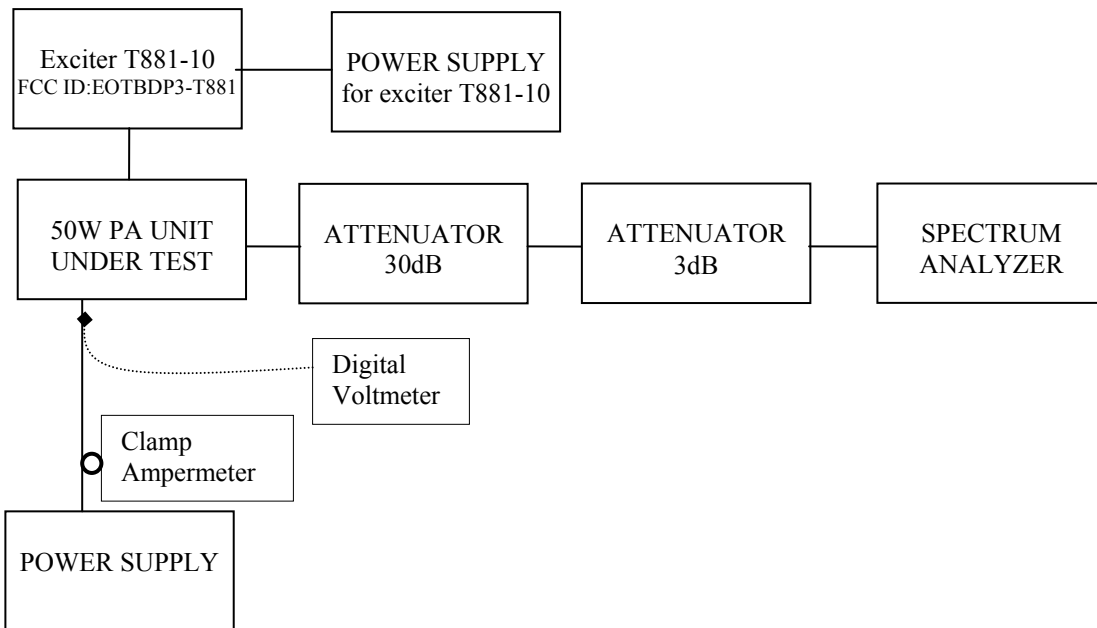 Exciter T881-10
FCC ID:EOTBDP3-T881
POWER SUPPLY
for exciter T881-10
50W PA UNIT
UNDER TEST
ATTENUATOR
30dB
ATTENUATOR
3dB
SPECTRUM
ANALYZER
Digital
Voltmeter
Clamp
Ampermeter
POWER SUPPLY